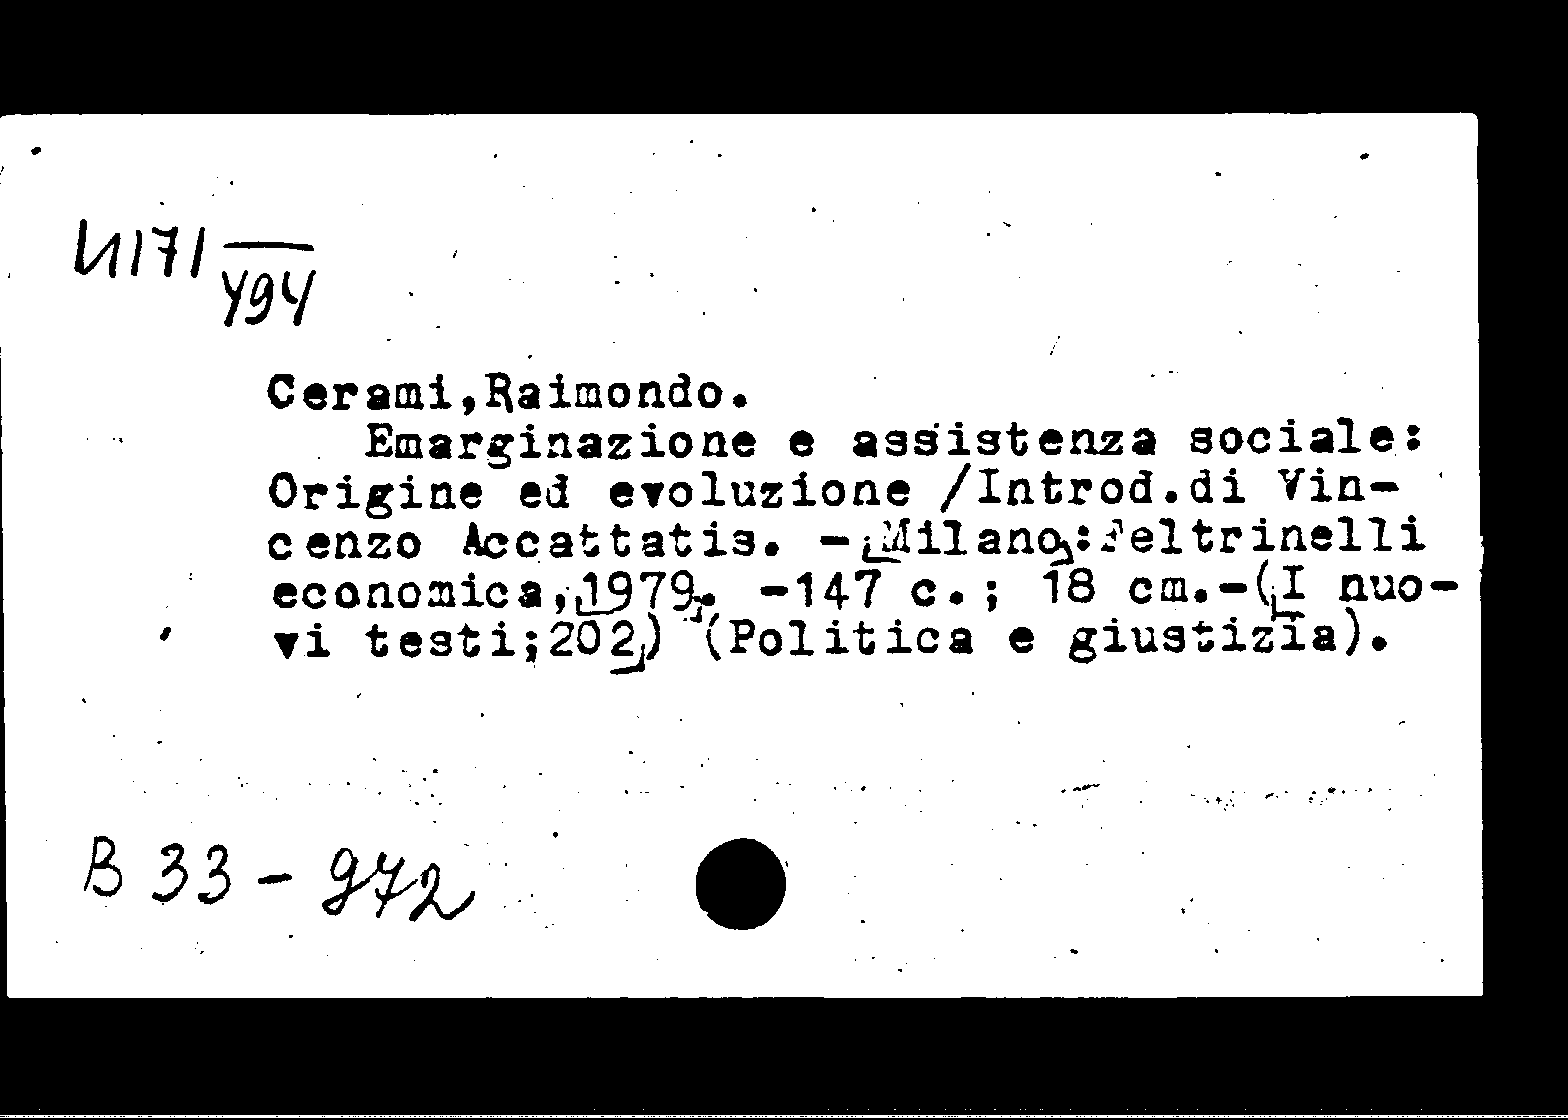 И171
494
Cerami,Raimondo.
Emarginazione e assistenza sociale:
Origine ed evoluzione /Introd.di Vin-
cenzo Accattatis. -Milano:Feltrinelli
economica,1979. -147 c.; 18 cm.-(I nuo-
vi testi;202) (Politica e giustizia).
В 33 - 972